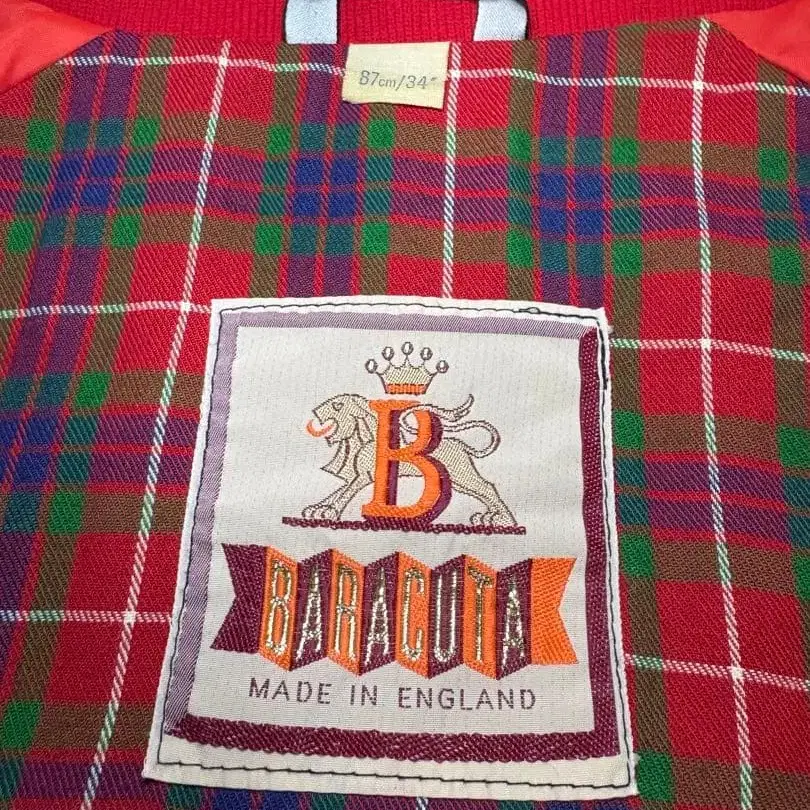 87cm/34"
B
BARACUTA
MADE IN ENGLAND